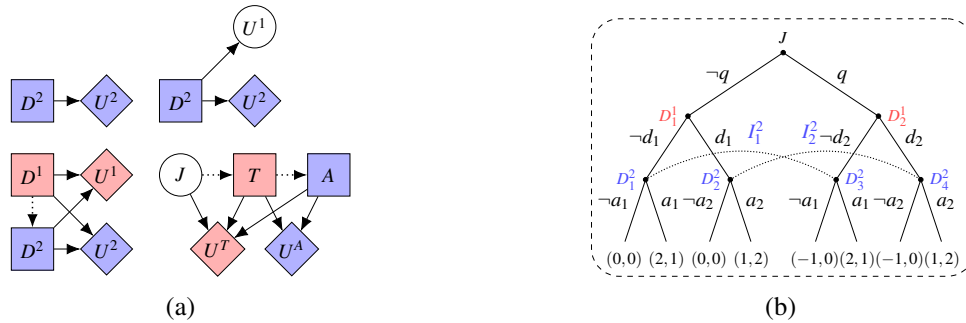 U¹
D² U² D² U²
D¹ U¹ J T A
D² U² Uᵀ Uᴬ
(a)
J
¬q q
D₁¹ D₂¹
¬d₁ d₁ I₁² I₂² ¬d₂ d₂
D₁² D₂² D₃² D₄²
¬a₁ a₁ ¬a₂ a₂ ¬a₁ a₁ ¬a₂ a₂
(0,0) (2,1) (0,0) (1,2) (−1,0) (2,1) (−1,0) (1,2)
(b)